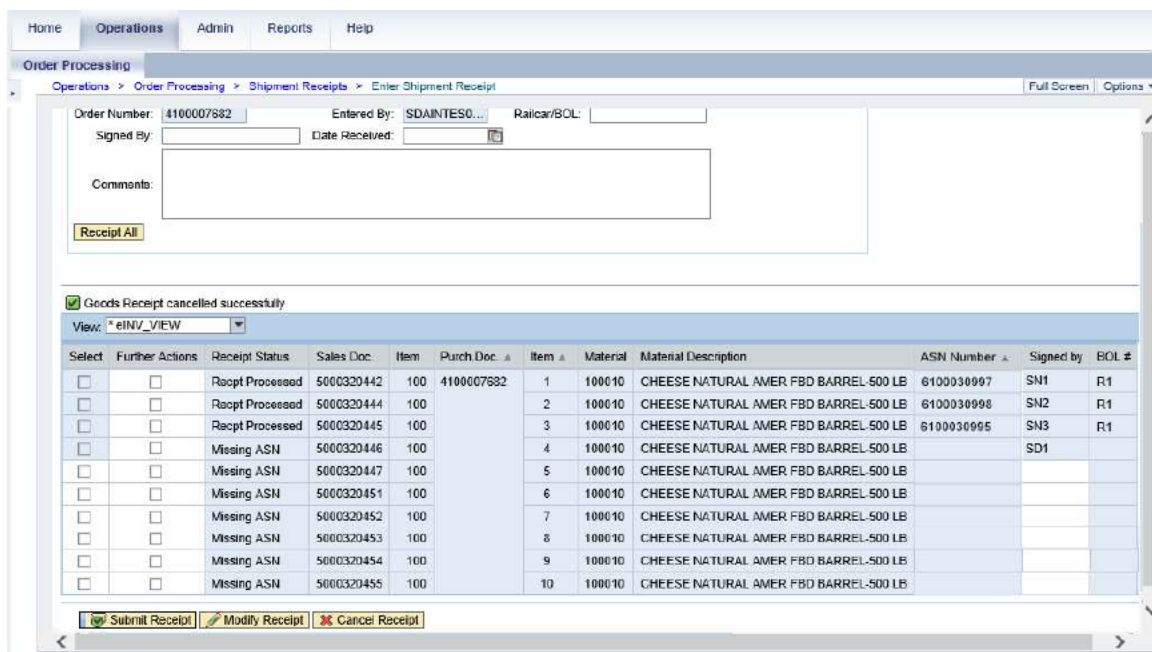 Home Operations Admin Reports Help
Order Processing
Operations > Order Processing > Shipment Receipts > Enter Shipment Receipt Full Screen Options
Order Number: 4100007682 Entered By: SDAINTES0... Railcar/BOL:
Signed By: Date Received:
Comments:
Receipt All
Goods Receipt cancelled successfully
View: * eINV_VIEW
Select Further Actions Receipt Status Sales Doc. Item Purch.Doc. Item Material Material Description ASN Number Signed by BOL #
Recpt Processed 5000320442 100 4100007682 1 100010 CHEESE NATURAL AMER FBD BARREL-500 LB 6100030997 SN1 R1
Recpt Processed 5000320444 100 2 100010 CHEESE NATURAL AMER FBD BARREL-500 LB 6100030998 SN2 R1
Recpt Processed 5000320445 100 3 100010 CHEESE NATURAL AMER FBD BARREL-500 LB 6100030995 SN3 R1
Missing ASN 5000320446 100 4 100010 CHEESE NATURAL AMER FBD BARREL-500 LB SD1
Missing ASN 5000320447 100 5 100010 CHEESE NATURAL AMER FBD BARREL-500 LB
Missing ASN 5000320451 100 6 100010 CHEESE NATURAL AMER FBD BARREL-500 LB
Missing ASN 5000320452 100 7 100010 CHEESE NATURAL AMER FBD BARREL-500 LB
Missing ASN 5000320453 100 8 100010 CHEESE NATURAL AMER FBD BARREL-500 LB
Missing ASN 5000320454 100 9 100010 CHEESE NATURAL AMER FBD BARREL-500 LB
Missing ASN 5000320455 100 10 100010 CHEESE NATURAL AMER FBD BARREL-500 LB
Submit Receipt Modify Receipt Cancel Receipt